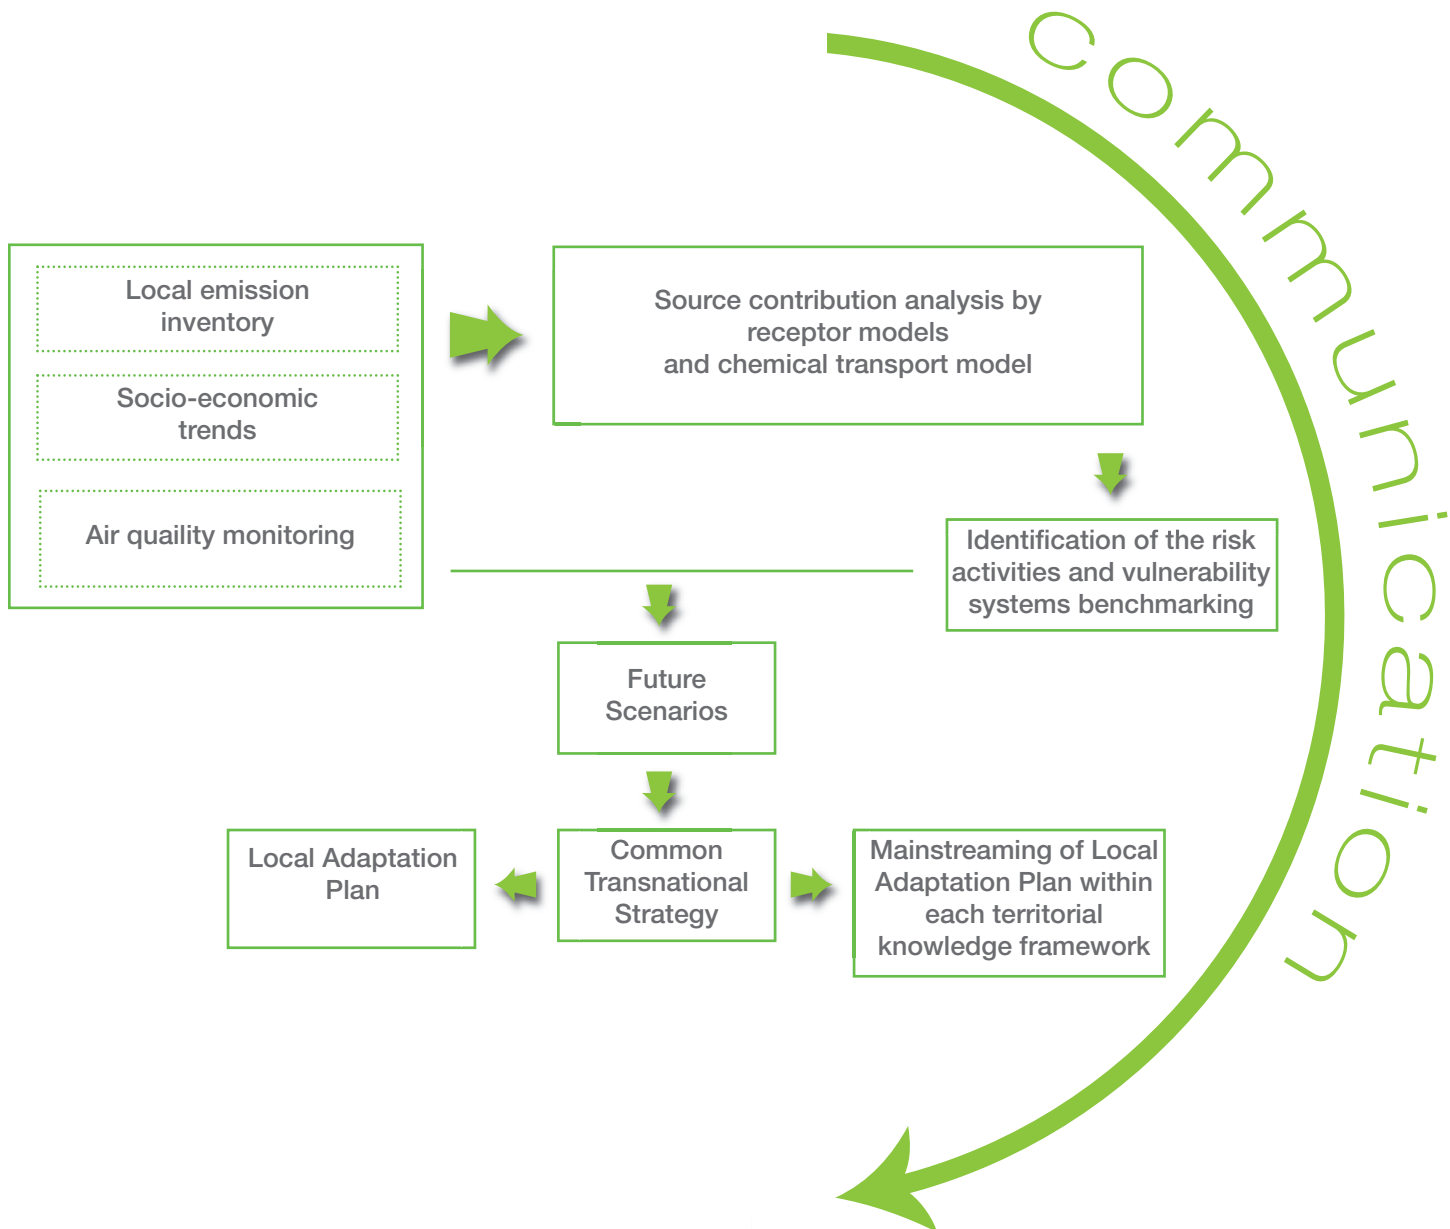 communication
Local emission
inventory
Socio-economic
trends
Air quaility monitoring
Source contribution analysis by
receptor models
and chemical transport model
Identification of the risk
activities and vulnerability
systems benchmarking
Future
Scenarios
Local Adaptation
Plan
Common
Transnational
Strategy
Mainstreaming of Local
Adaptation Plan within
each territorial
knowledge framework